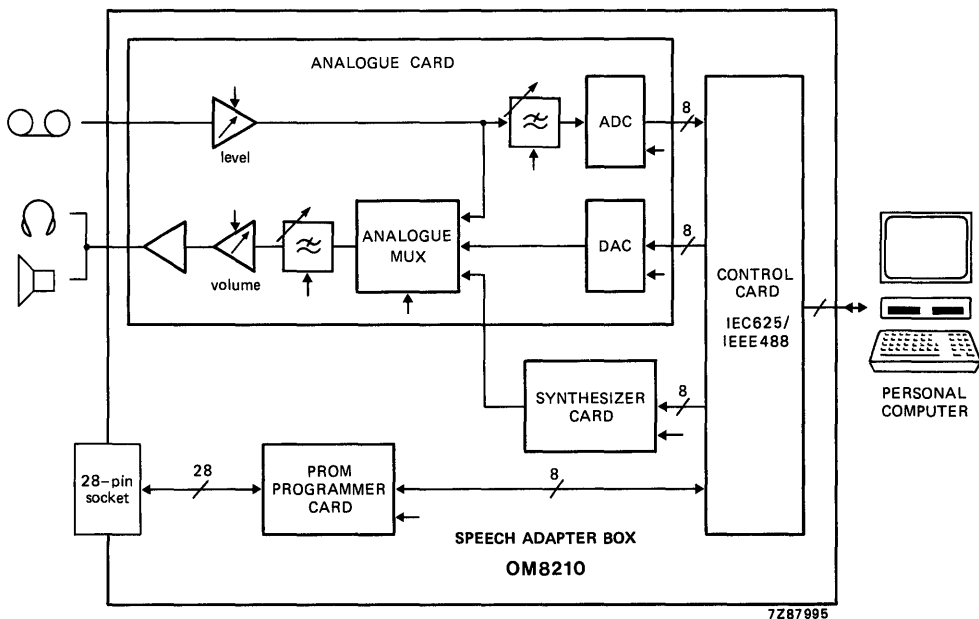 ANALOGUE CARD
level
ADC
8
ANALOGUE
MUX
volume
DAC
8
CONTROL
CARD
IEC625/
IEEE488
PERSONAL
COMPUTER
SYNTHESIZER
CARD
8
28-pin
socket
28
PROM
PROGRAMMER
CARD
8
SPEECH ADAPTER BOX
OM8210
7Z87995